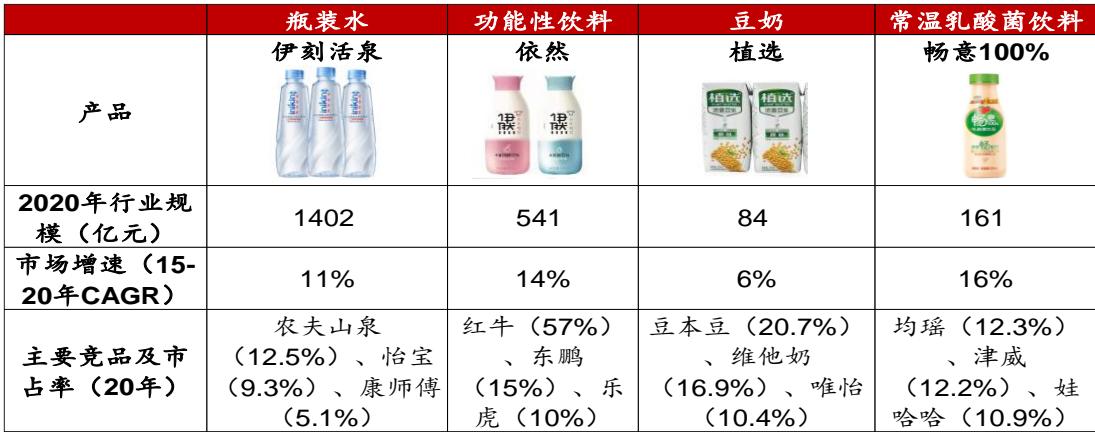 瓶装水 功能性饮料 豆奶 常温乳酸菌饮料
产品 伊刻活泉 依然 植选 畅意100%
植选 植选
畅意
2020年行业规
模（亿元） 1402 541 84 161
市场增速（15-
20年CAGR） 11% 14% 6% 16%
主要竞品及市
占率（20年）
农夫山泉
（12.5%）、怡宝
（9.3%）、康师傅
（5.1%）
红牛（57%）
、东鹏
（15%）、乐
虎（10%）
豆本豆（20.7%）
、维他奶
（16.9%）、唯怡
（10.4%）
均瑶（12.3%）
、津威
（12.2%）、娃
哈哈（10.9%）